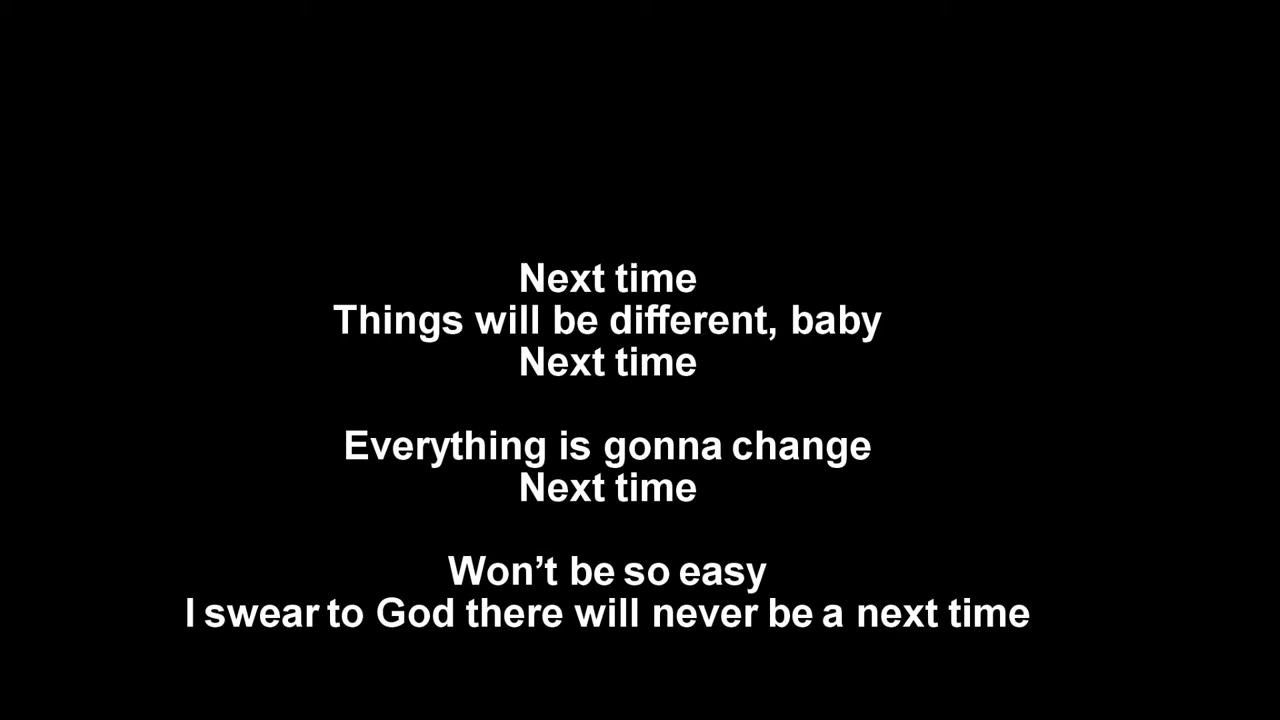 Next time
Things will be different, baby
Next time
Everything is gonna change
Next time
Won’t be so easy
I swear to God there will never be a next time